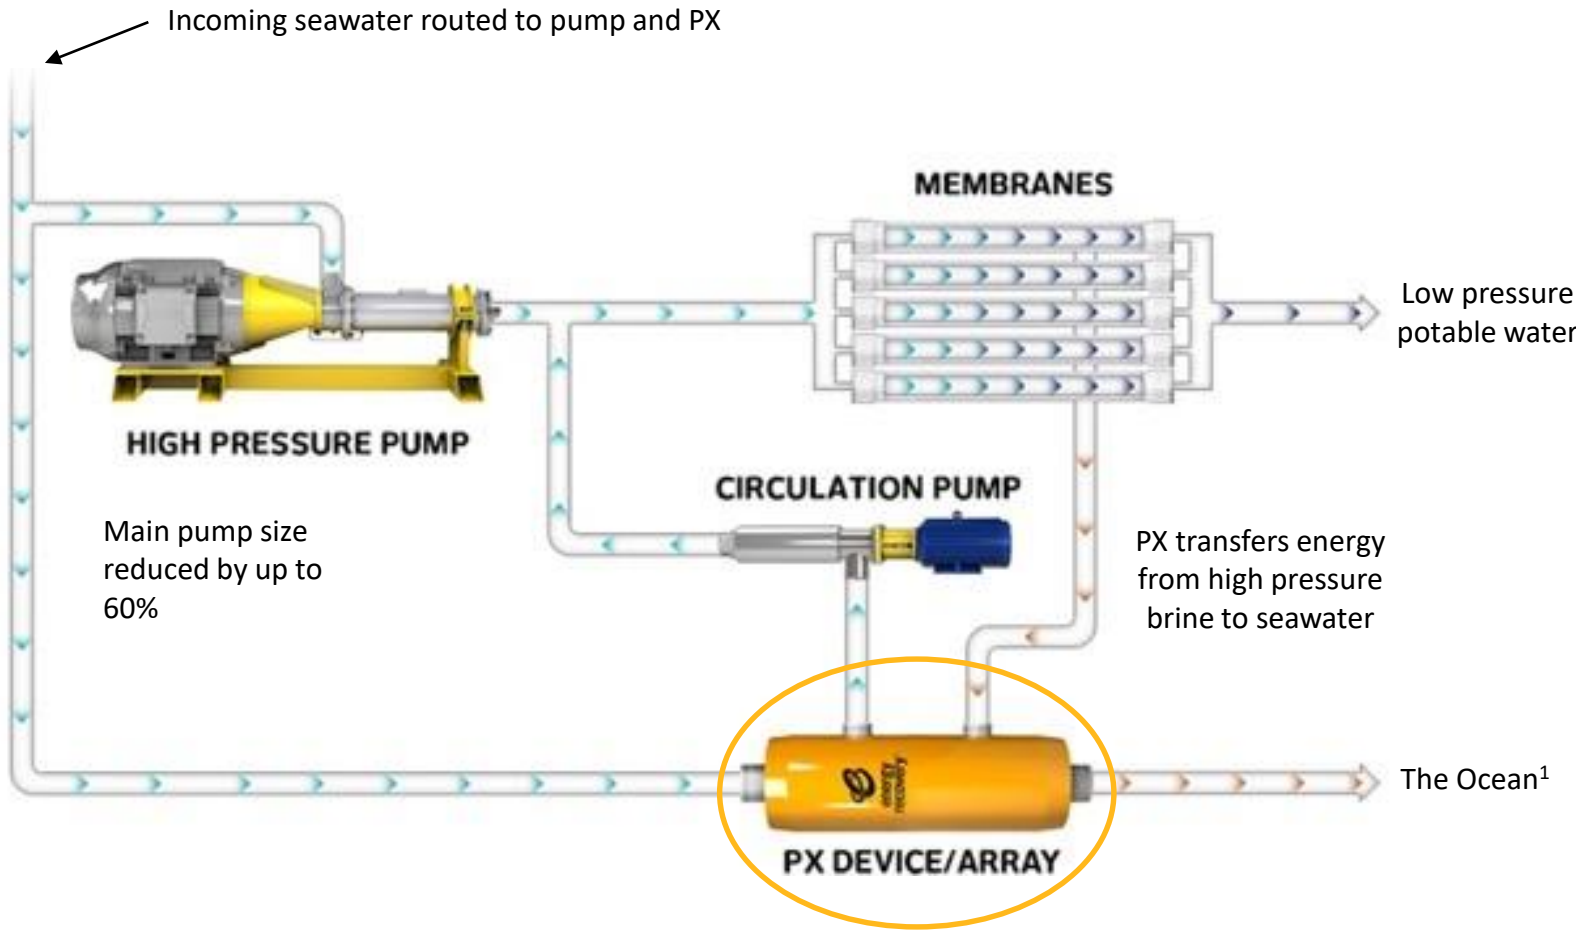 Incoming seawater routed to pump and PX
MEMBRANES
Low pressure
potable water
HIGH PRESSURE PUMP
CIRCULATION PUMP
Main pump size
reduced by up to
60%
PX transfers energy
from high pressure
brine to seawater
energy
recovery
The Ocean¹
PX DEVICE/ARRAY